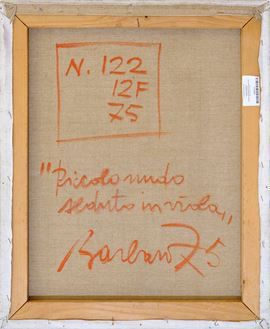 N. 122
12F
75
"Piccolo nudo
seduto in viola"
Barbaro 75